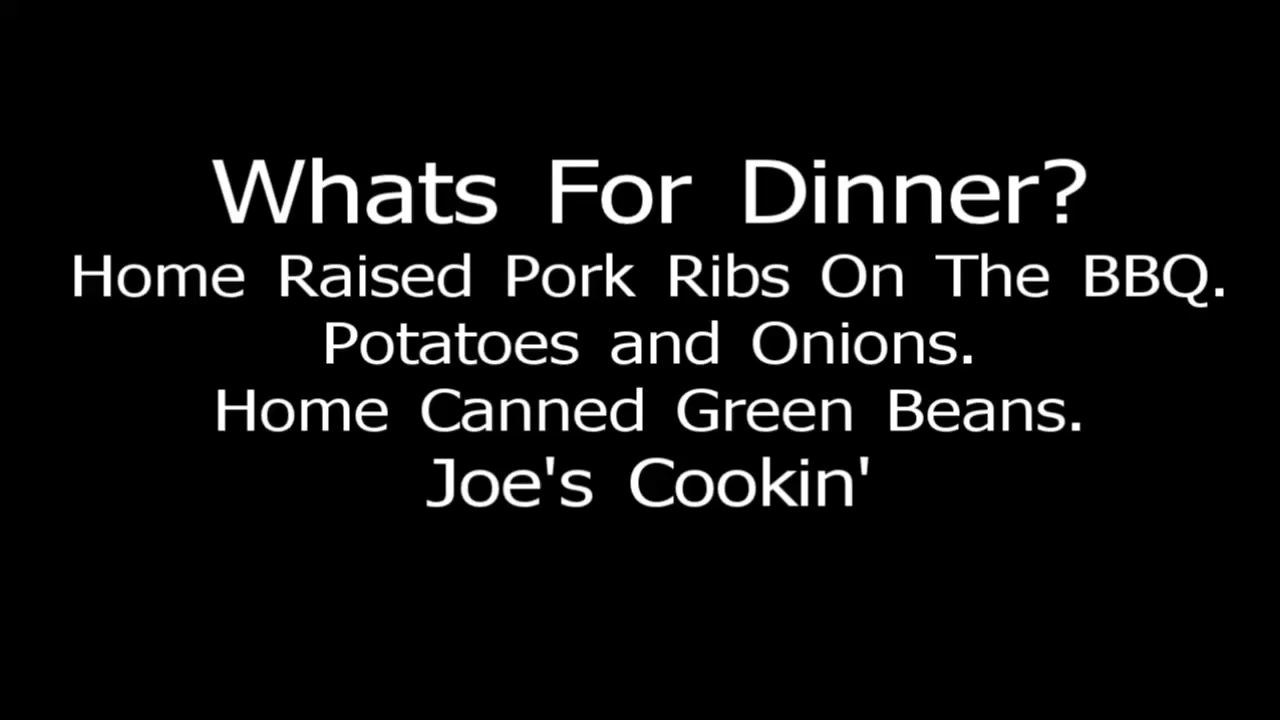 Whats For Dinner?
Home Raised Pork Ribs On The BBQ.
Potatoes and Onions.
Home Canned Green Beans.
Joe's Cookin'